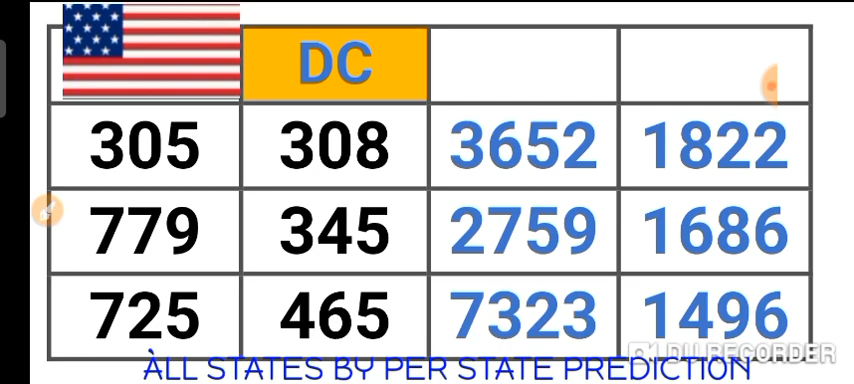 DC
305 308 3652 1822
779 345 2759 1686
725 465 7323 1496
DU RECORDER
ÀLL STATES BY PER STATE PREDICTION